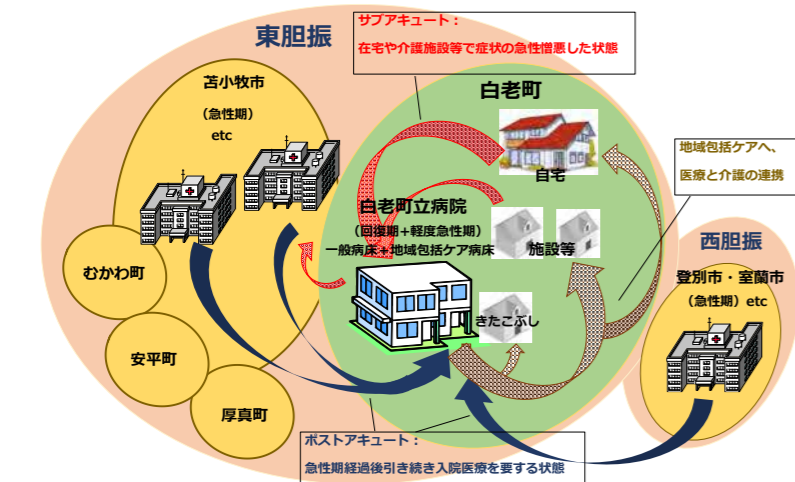 サブアキュート：
在宅や介護施設等で症状の急性憎悪した状態
東胆振
白老町
苫小牧市
（急性期）
etc
自宅
地域包括ケアへ、
医療と介護の連携
白老町立病院
（回復期+軽度急性期）
一般病床+地域包括ケア病床
施設等
西胆振
むかわ町
登別市・室蘭市
（急性期）etc
きたこぶし
安平町
厚真町
ポストアキュート：
急性期経過後引き続き入院医療を要する状態